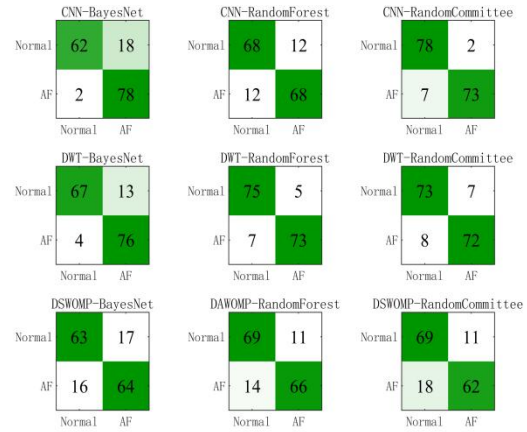 CNN-BayesNet CNN-RandomForest CNN-RandomCommittee
Normal 62 18 Normal 68 12 Normal 78 2
AF 2 78 AF 12 68 AF 7 73
Normal AF Normal AF Normal AF
DWT-BayesNet DWT-RandomForest DWT-RandomCommittee
Normal 67 13 Normal 75 5 Normal 73 7
AF 4 76 AF 7 73 AF 8 72
Normal AF Normal AF Normal AF
DSWOMP-BayesNet DAWOMP-RandomForest DSWOMP-RandomCommittee
Normal 63 17 Normal 69 11 Normal 69 11
AF 16 64 AF 14 66 AF 18 62
Normal AF Normal AF Normal AF